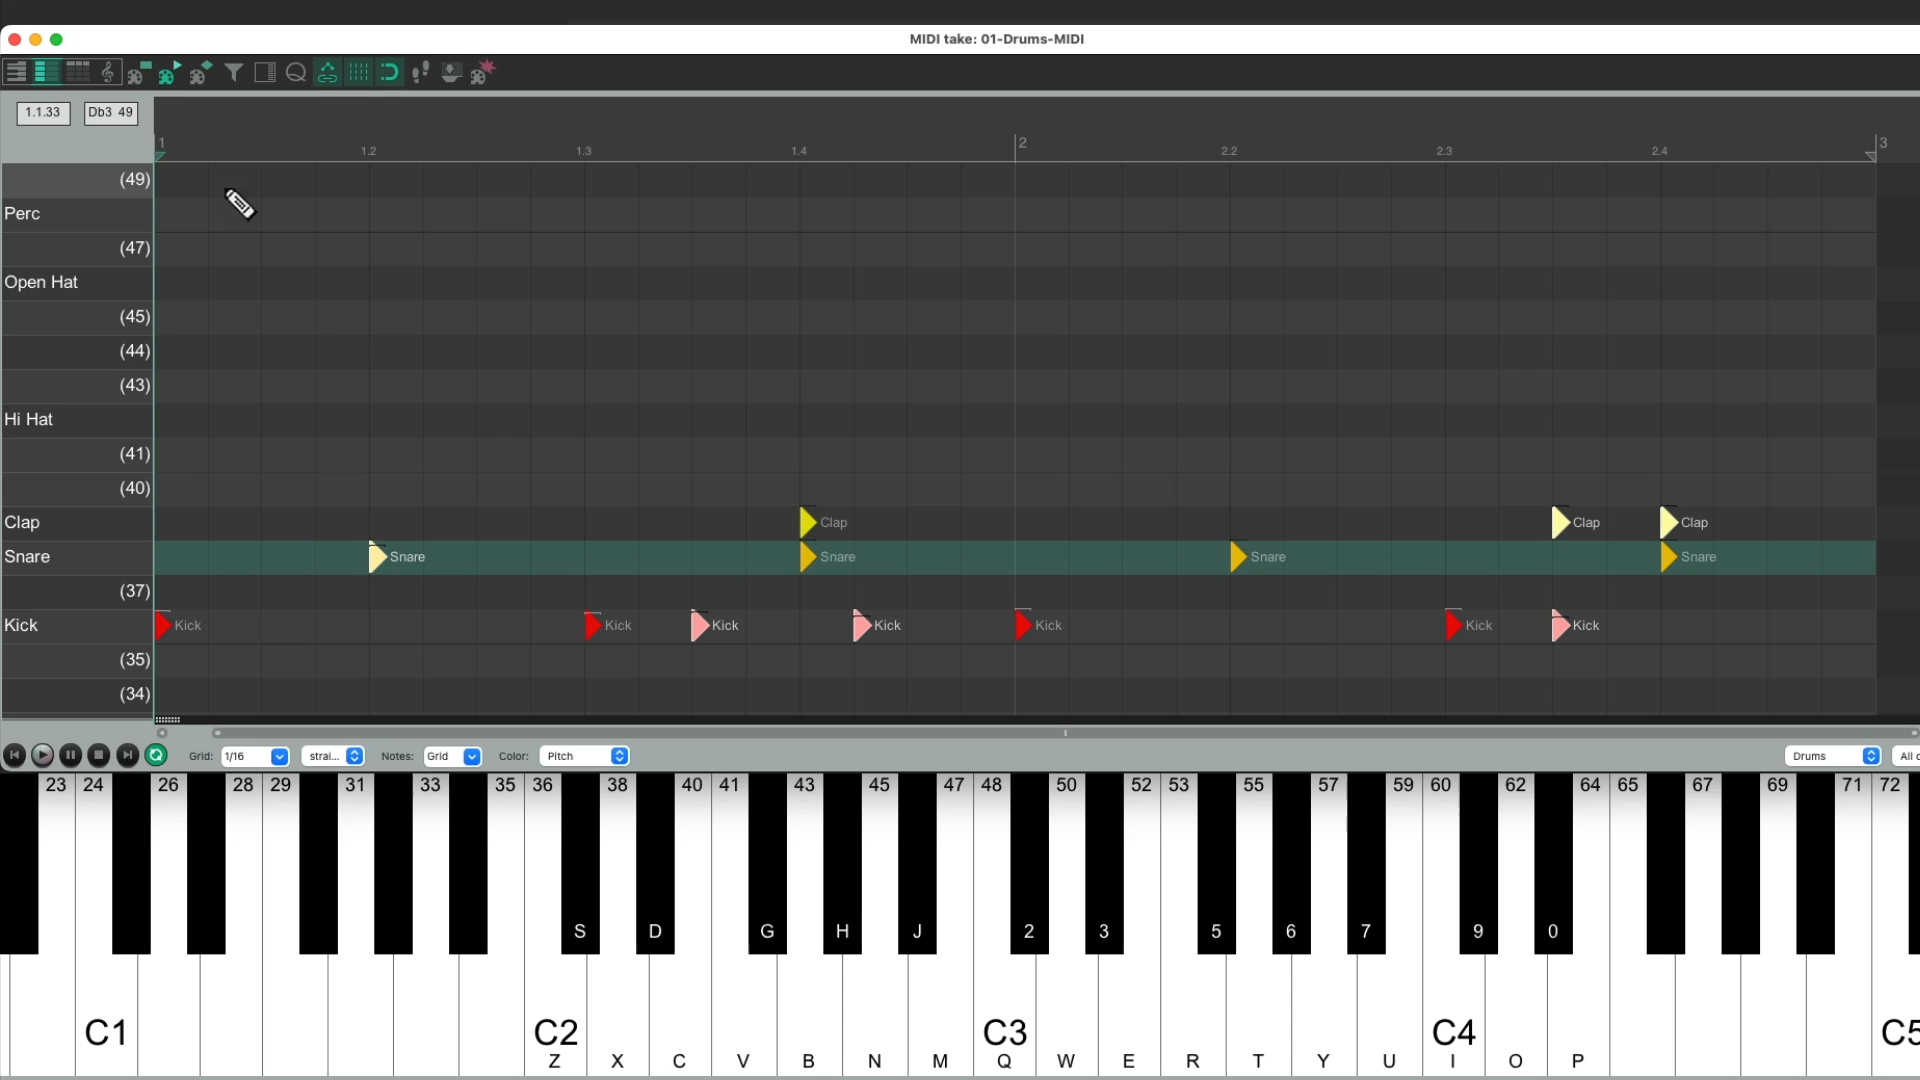 MIDI take: 01-Drums-MIDI
1.1.33 Db3 49
1 2 3
1.2 1.3 1.4 2.2 2.3 2.4
(49)
Perc
(47)
Open Hat
(45)
(44)
(43)
Hi Hat
(41)
(40)
Clap Clap Clap Clap
Snare Snare Snare Snare Snare
(37)
Kick Kick Kick Kick Kick Kick Kick Kick
(35)
(34)
Grid: 1/16 strai... Notes: Grid Color: Pitch Drums All c
23 24 26 28 29 31 33 35 36 38 40 41 43 45 47 48 50 52 53 55 57 59 60 62 64 65 67 69 71 72
S D G H J 2 3 5 6 7 9 0
C1 C2 C3 C4 C5
Z X C V B N M Q W E R T Y U I O P